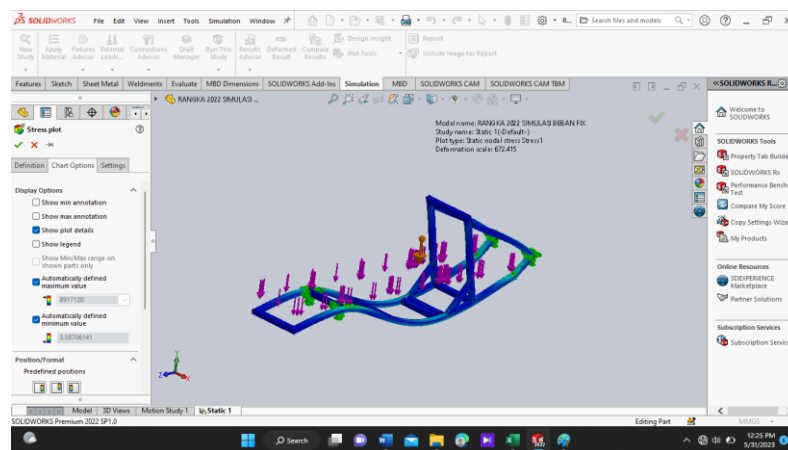 SOLIDWORKS File Edit View Insert Tools Simulation Window
R... Search files and models
New Study
Apply Material
Fixtures Advisor
External Loads...
Connections Advisor
Shell Manager
Run This Study
Results Advisor
Deformed Result
Compare Results
Design Insight
Plot Tools
Report
Include Image for Report
Features Sketch Sheet Metal Weldments Evaluate MBD Dimensions SOLIDWORKS Add-Ins Simulation MBD SOLIDWORKS CAM SOLIDWORKS CAM TBM
RANGKA 2022 SIMULASI ...
Stress plot
Definition Chart Options Settings
Display Options
Show min annotation
Show max annotation
Show plot details
Show legend
Show Min/Max range on shown parts only
Automatically defined maximum value
8917120
Automatically defined minimum value
3.58708141
Position/Format
Predefined positions
Model name: RANGKA 2022 SIMULASI BEBAN FIX
Study name: Static 1(-Default-)
Plot type: Static nodal stress Stress1
Deformation scale: 672.415
SOLIDWORKS R...
Welcome to SOLIDWORKS
SOLIDWORKS Tools
Property Tab Builde
SOLIDWORKS Rx
Performance Bench Test
Compare My Score
Copy Settings Wiza
My Products
Online Resources
3DEXPERIENCE Marketplace
Partner Solutions
Subscription Services
Subscription Servic
Model 3D Views Motion Study 1 Static 1
SOLIDWORKS Premium 2022 SP1.0
Editing Part
MMGS
Search
12:25 PM
5/31/2023